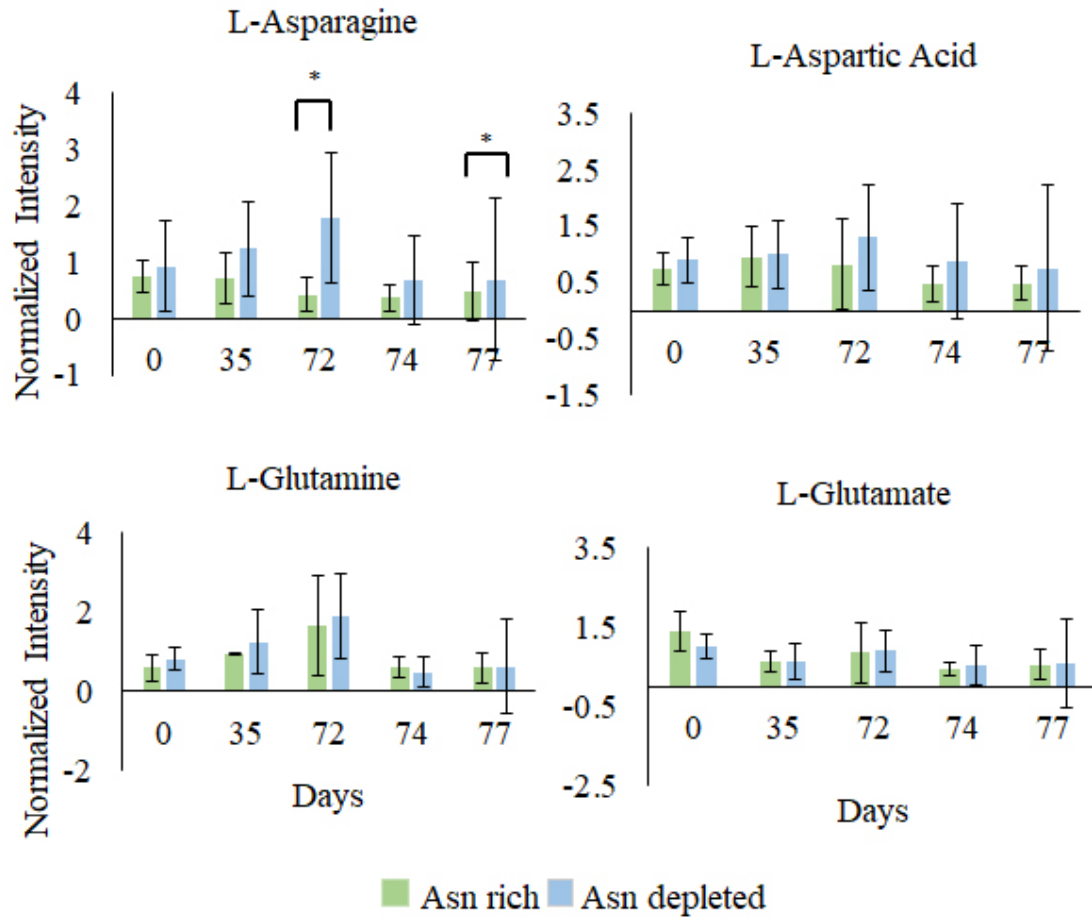 L-Asparagine
Normalized Intensity
4
3
2
1
0
-1
*
*
0 35 72 74 77
L-Aspartic Acid
3.5
2.5
1.5
0.5
-0.5
-1.5
0 35 72 74 77
L-Glutamine
Normalized Intensity
4
2
0
-2
0 35 72 74 77
Days
L-Glutamate
3.5
1.5
-0.5
-2.5
0 35 72 74 77
Days
Asn rich Asn depleted